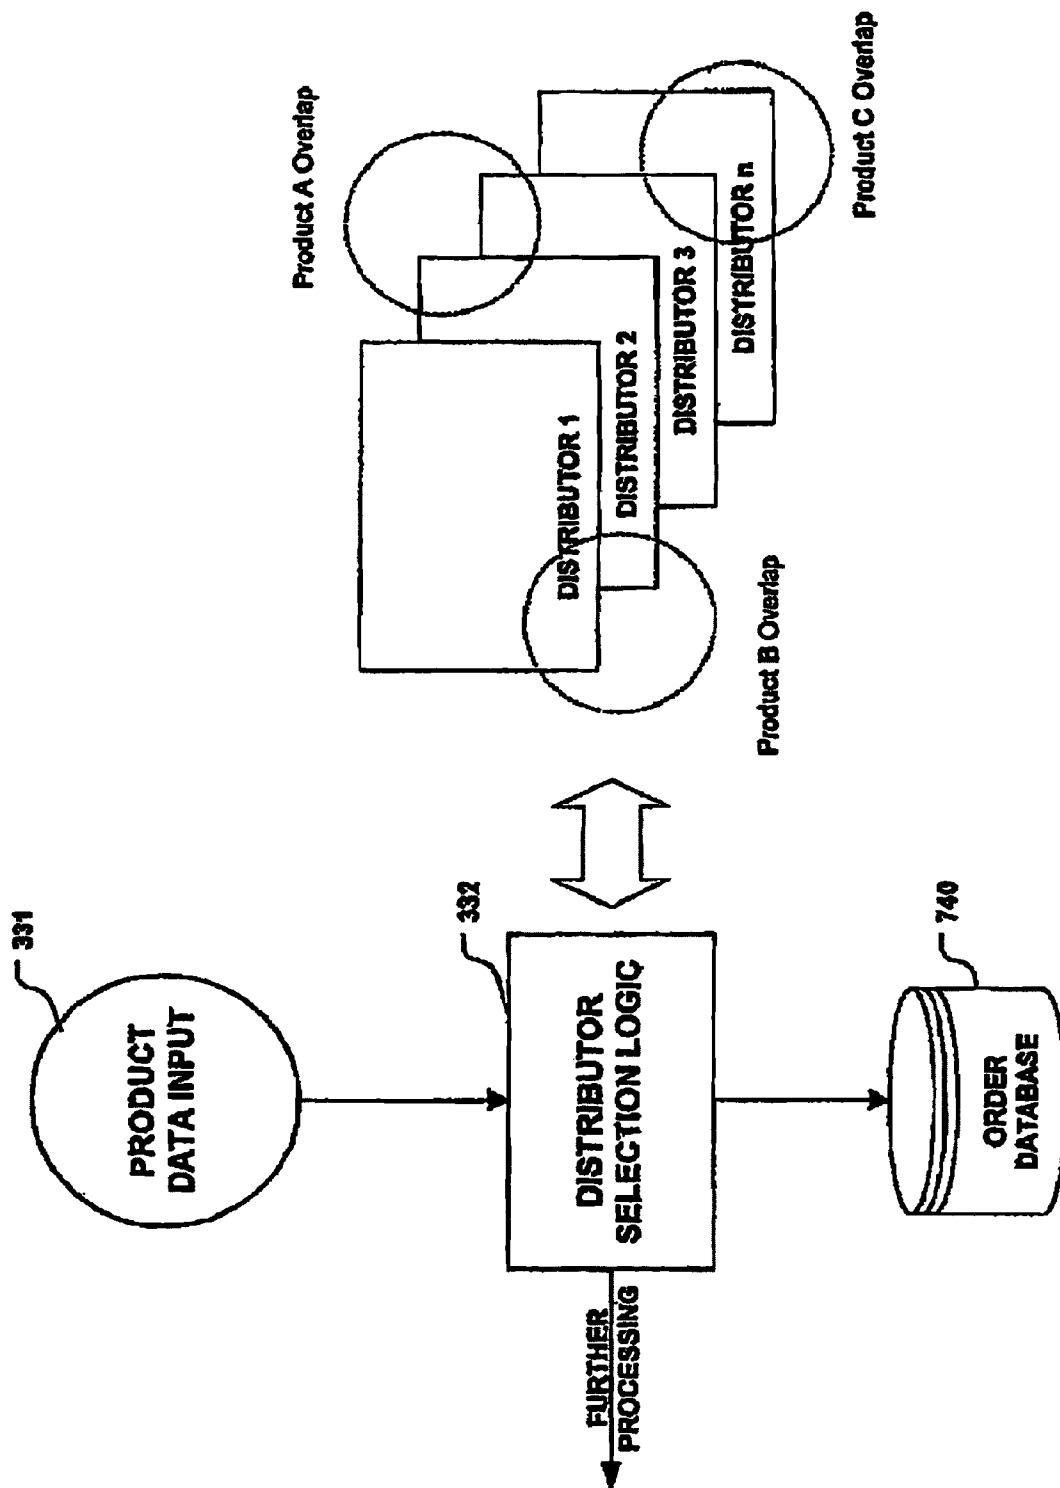 331
PRODUCT
DATA INPUT
332
DISTRIBUTOR
SELECTION LOGIC
FURTHER
PROCESSING
740
ORDER
DATABASE
Product A Overlap
DISTRIBUTOR 1
DISTRIBUTOR 2
DISTRIBUTOR 3
DISTRIBUTOR n
Product B Overlap
Product C Overlap